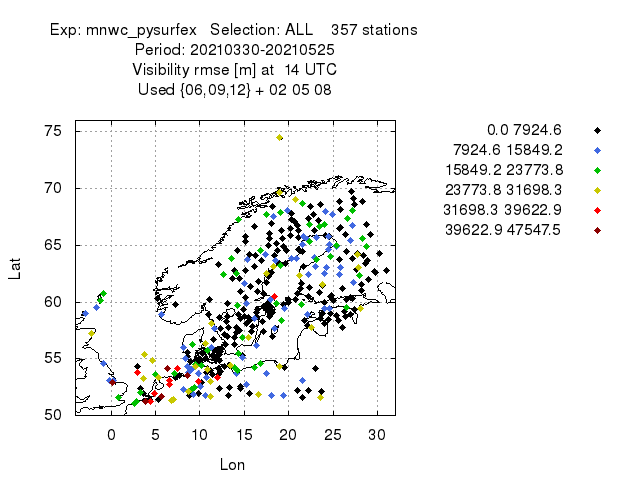 Exp: mnwc_pysurfex   Selection: ALL    357 stations
Period: 20210330-20210525
Visibility rmse [m] at  14 UTC
Used {06,09,12} + 02 05 08
0.0 7924.6
7924.6 15849.2
15849.2 23773.8
23773.8 31698.3
31698.3 39622.9
39622.9 47547.5
75
70
65
60
55
50
Lat
0 5 10 15 20 25 30
Lon